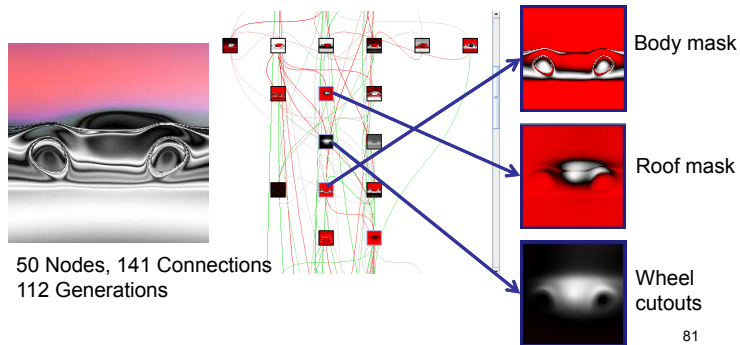 Body mask
Roof mask
50 Nodes, 141 Connections
112 Generations
Wheel
cutouts
81